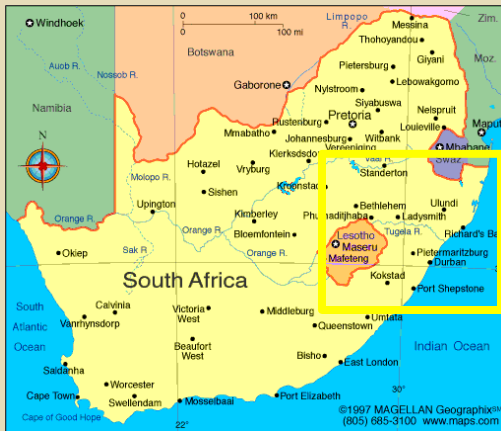 Windhoek
0 100 km
0 100 mi
Limpopo
R.
Messina
Zim.
Thohoyandou
Botswana
Giyani
Moz.
Auob R.
Nossob R.
Pietersburg
Lebowakgomo
Gaborone
Nylstroom
Siyabuswa
Namibia
Rustenburg
Pretoria
Nelspruit
Mmabatho
Johannesburg
Witbank
Louieville
Maput
N
Vereeniging
Mbabane
Klerksdorp
Swaz.
Hotazel
Vryburg
Vaal R.
Standerton
Molopo R.
Kroonstad
Sishen
Upington
Bethlehem
Ulundi
Kimberley
Phuthaditjhaba
Ladysmith
Orange R.
Orange R.
Bloemfontein
Tugela R.
Richard's Ba
Lesotho
Sak R
Maseru
Okiep
Orange R.
Mafeteng
Pietermaritzburg
Durban
South Africa
Kokstad
Port Shepstone
South
Atlantic
Ocean
Calvinia
Victoria
West
Middleburg
Umtata
Vanrhynsdorp
Queenstown
Beaufort
West
Indian Ocean
Saldanha
Bisho
East London
Worcester
30°
Cape Town
Swellendam
Mosselbaai
Port Elizabeth
©1997 MAGELLAN Geographix℠
Cape of Good Hope
22°
(805) 685-3100 www.maps.com